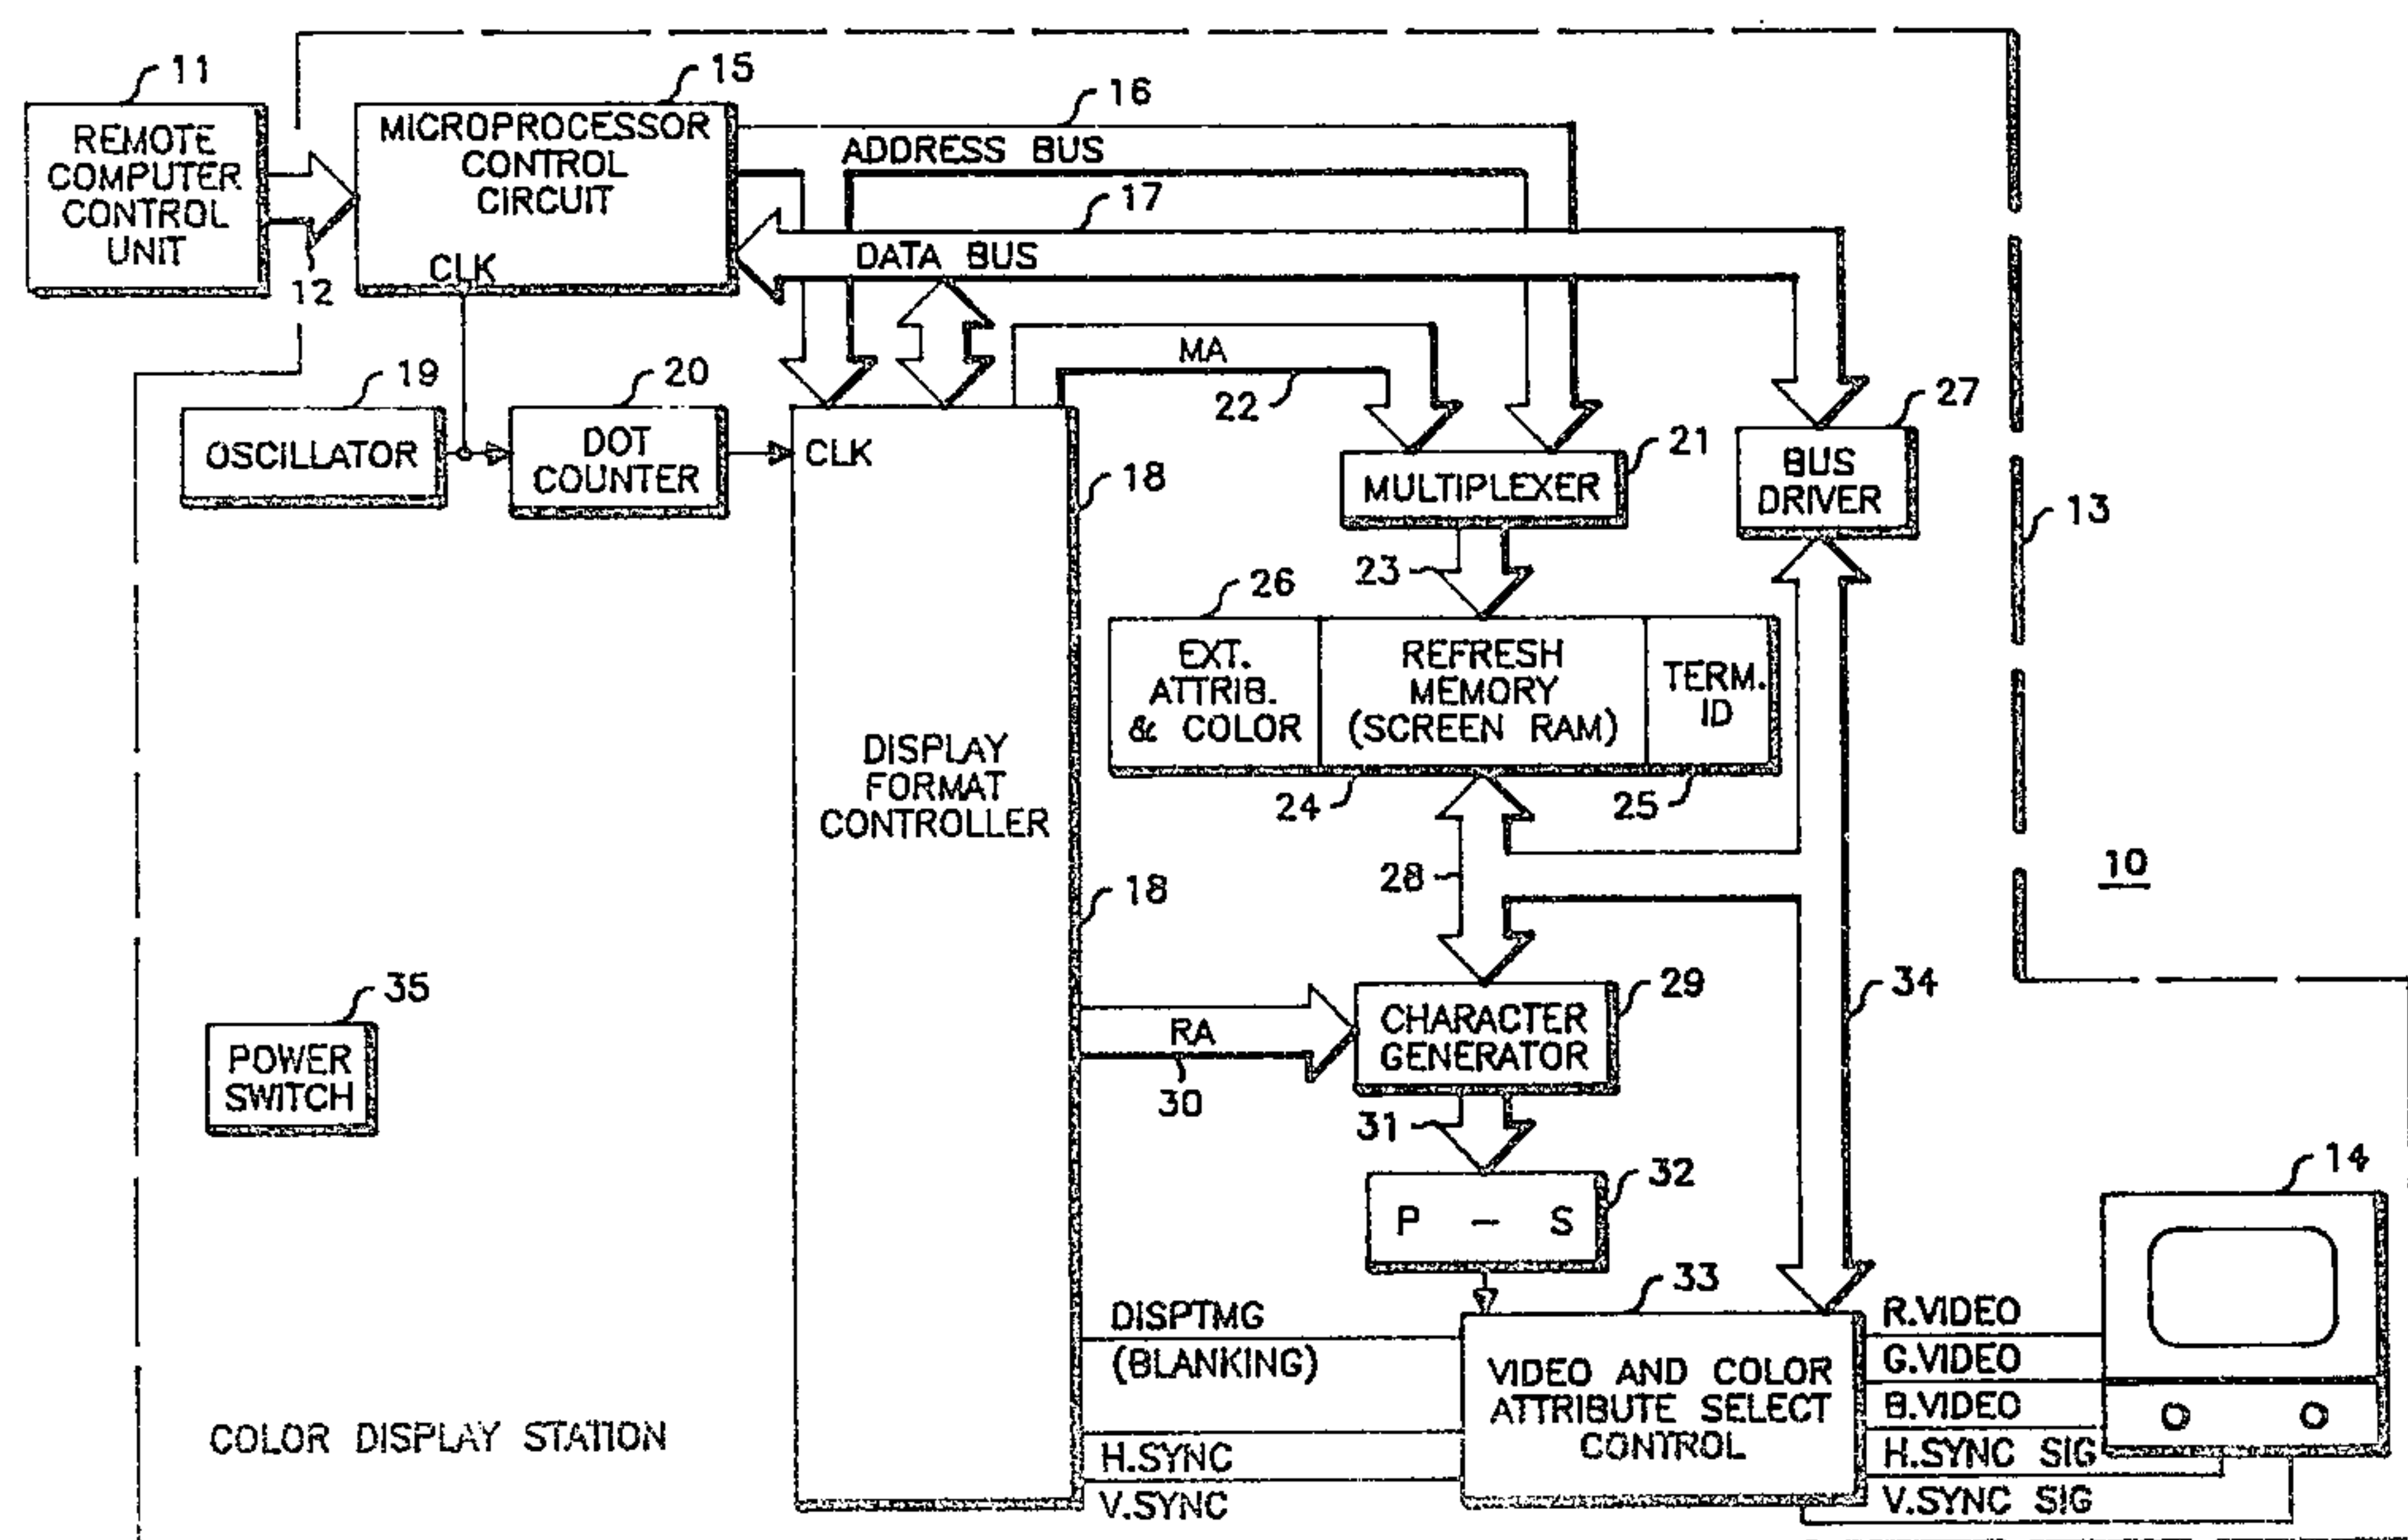 11
REMOTE
COMPUTER
CONTROL
UNIT
12
15
MICROPROCESSOR
CONTROL
CIRCUIT
CLK
16
ADDRESS BUS
17
DATA BUS
19
OSCILLATOR
20
DOT
COUNTER
CLK
MA
22
18
21
MULTIPLEXER
27
BUS
DRIVER
13
23
26
EXT.
ATTRIB.
& COLOR
REFRESH
MEMORY
(SCREEN RAM)
TERM.
ID
24
25
DISPLAY
FORMAT
CONTROLLER
10
28
18
35
POWER
SWITCH
RA
30
29
CHARACTER
GENERATOR
34
31
32
P – S
14
33
DISPTMG
(BLANKING)
VIDEO AND COLOR
ATTRIBUTE SELECT
CONTROL
R.VIDEO
G.VIDEO
B.VIDEO
H.SYNC SIG
V.SYNC SIG
H.SYNC
V.SYNC
COLOR DISPLAY STATION